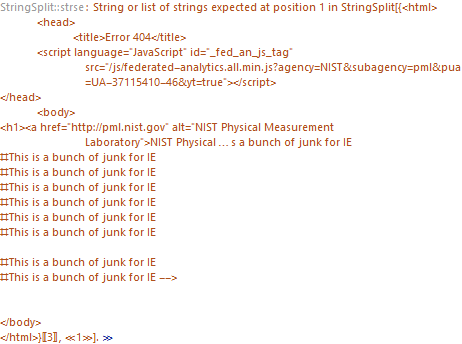 StringSplit::strse: String or list of strings expected at position 1 in StringSplit[{<html>
<head>
<title>Error 404</title>
<script language="JavaScript" id="_fed_an_js_tag"
src="/js/federated-analytics.all.min.js?agency=NIST&subagency=pml&pua
=UA-37115410-46&yt=true"></script>
</head>
<body>
<h1><a href="http://pml.nist.gov" alt="NIST Physical Measurement
Laboratory">NIST Physical ... s a bunch of junk for IE
##This is a bunch of junk for IE
##This is a bunch of junk for IE
##This is a bunch of junk for IE
##This is a bunch of junk for IE
##This is a bunch of junk for IE
##This is a bunch of junk for IE
##This is a bunch of junk for IE
##This is a bunch of junk for IE -->
</body>
</html>}〚3〛, ≪1≫]. ≫